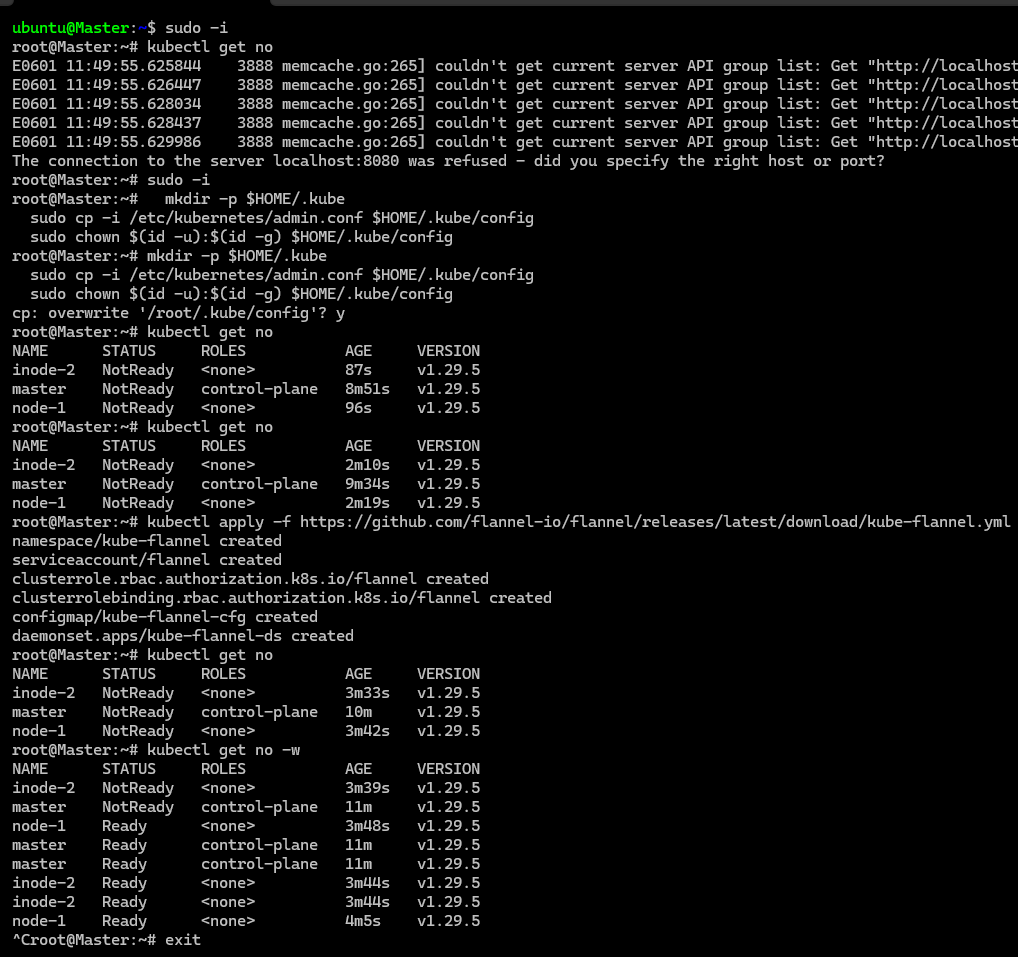 ubuntu@Master:~$ sudo -i
root@Master:~# kubectl get no
E0601 11:49:55.625844    3888 memcache.go:265] couldn't get current server API group list: Get "http://localhost
E0601 11:49:55.626447    3888 memcache.go:265] couldn't get current server API group list: Get "http://localhost
E0601 11:49:55.628034    3888 memcache.go:265] couldn't get current server API group list: Get "http://localhost
E0601 11:49:55.628437    3888 memcache.go:265] couldn't get current server API group list: Get "http://localhost
E0601 11:49:55.629986    3888 memcache.go:265] couldn't get current server API group list: Get "http://localhost
The connection to the server localhost:8080 was refused - did you specify the right host or port?
root@Master:~# sudo -i
root@Master:~#   mkdir -p $HOME/.kube
  sudo cp -i /etc/kubernetes/admin.conf $HOME/.kube/config
  sudo chown $(id -u):$(id -g) $HOME/.kube/config
root@Master:~# mkdir -p $HOME/.kube
  sudo cp -i /etc/kubernetes/admin.conf $HOME/.kube/config
  sudo chown $(id -u):$(id -g) $HOME/.kube/config
cp: overwrite '/root/.kube/config'? y
root@Master:~# kubectl get no
NAME      STATUS     ROLES           AGE     VERSION
inode-2   NotReady   <none>          87s     v1.29.5
master    NotReady   control-plane   8m51s   v1.29.5
node-1    NotReady   <none>          96s     v1.29.5
root@Master:~# kubectl get no
NAME      STATUS     ROLES           AGE     VERSION
inode-2   NotReady   <none>          2m10s   v1.29.5
master    NotReady   control-plane   9m34s   v1.29.5
node-1    NotReady   <none>          2m19s   v1.29.5
root@Master:~# kubectl apply -f https://github.com/flannel-io/flannel/releases/latest/download/kube-flannel.yml
namespace/kube-flannel created
serviceaccount/flannel created
clusterrole.rbac.authorization.k8s.io/flannel created
clusterrolebinding.rbac.authorization.k8s.io/flannel created
configmap/kube-flannel-cfg created
daemonset.apps/kube-flannel-ds created
root@Master:~# kubectl get no
NAME      STATUS     ROLES           AGE     VERSION
inode-2   NotReady   <none>          3m33s   v1.29.5
master    NotReady   control-plane   10m     v1.29.5
node-1    NotReady   <none>          3m42s   v1.29.5
root@Master:~# kubectl get no -w
NAME      STATUS     ROLES           AGE     VERSION
inode-2   NotReady   <none>          3m39s   v1.29.5
master    NotReady   control-plane   11m     v1.29.5
node-1    Ready      <none>          3m48s   v1.29.5
master    Ready      control-plane   11m     v1.29.5
master    Ready      control-plane   11m     v1.29.5
inode-2   Ready      <none>          3m44s   v1.29.5
inode-2   Ready      <none>          3m44s   v1.29.5
node-1    Ready      <none>          4m5s    v1.29.5
^Croot@Master:~# exit